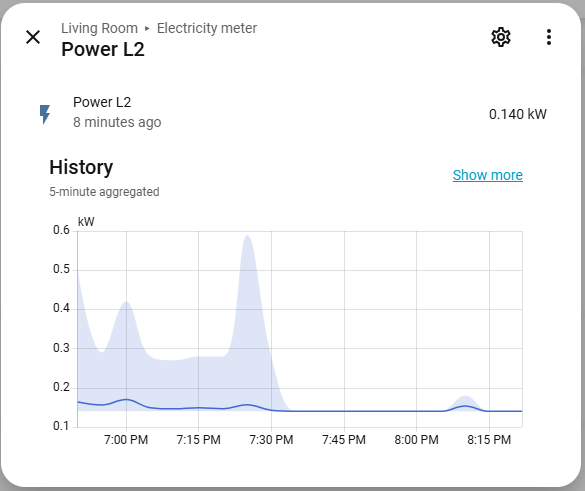 Living Room ▸ Electricity meter
Power L2
Power L2
8 minutes ago
0.140 kW
History
Show more
5-minute aggregated
kW
0.6
0.5
0.4
0.3
0.2
0.1
7:00 PM 7:15 PM 7:30 PM 7:45 PM 8:00 PM 8:15 PM